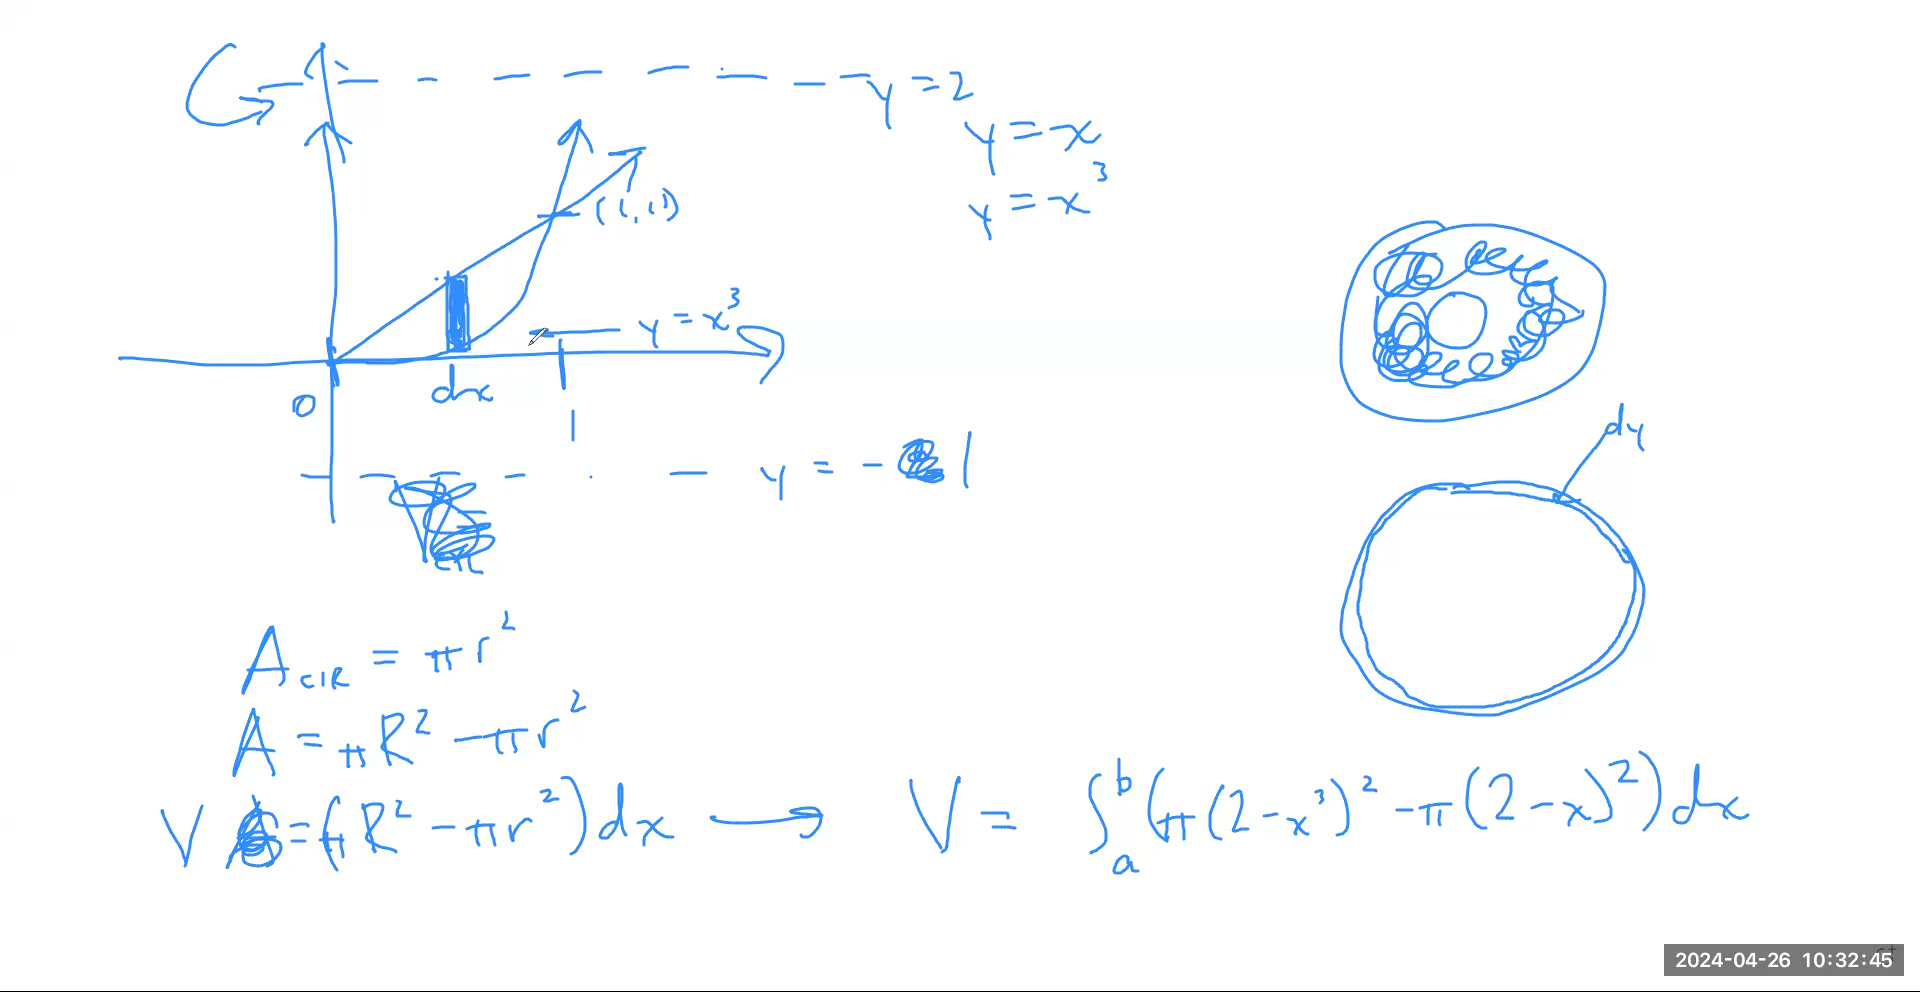 y = 2
y = x
y = x³
(1,1)
y = x³
0
dx
1
y = - 1
dy
A CIR = πr²
A = πR² - πr²
V = (πR² - πr²)dx → V = ∫ₐᵇ (π(2-x³)² - π(2-x)²)dx
2024-04-26 10:32:45